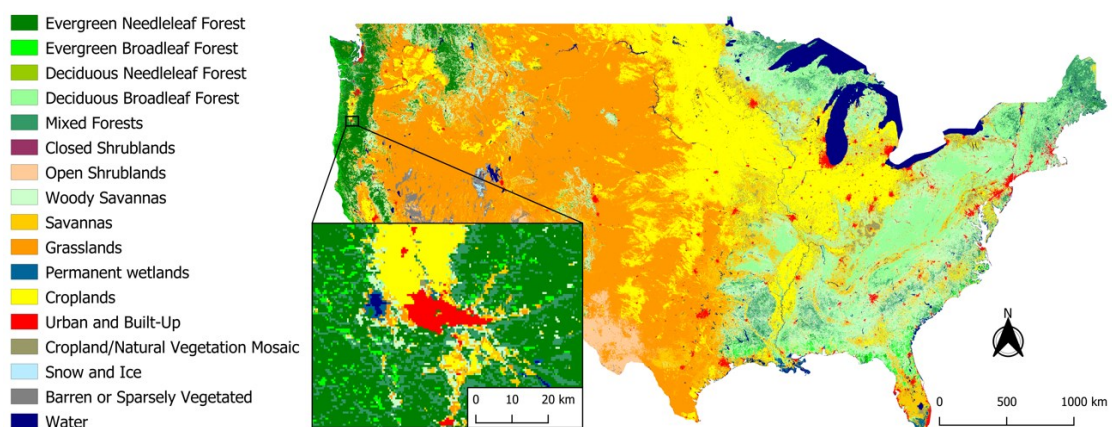 Evergreen Needleleaf Forest
Evergreen Broadleaf Forest
Deciduous Needleleaf Forest
Deciduous Broadleaf Forest
Mixed Forests
Closed Shrublands
Open Shrublands
Woody Savannas
Savannas
Grasslands
Permanent wetlands
Croplands
Urban and Built-Up
Cropland/Natural Vegetation Mosaic
Snow and Ice
Barren or Sparsely Vegetated
Water
0 10 20 km
N
0 500 1000 km